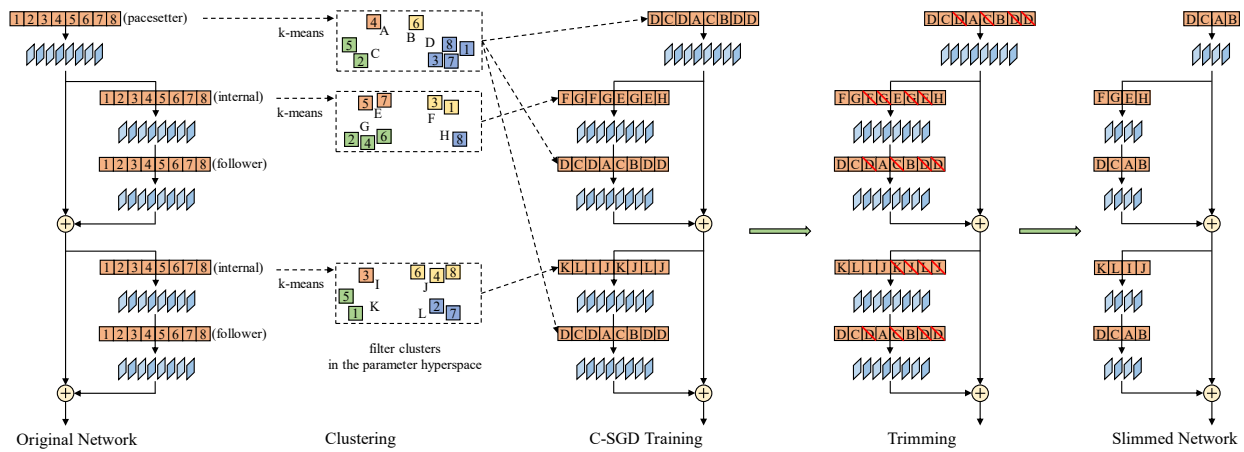 1 2 3 4 5 6 7 8 (pacesetter)
1 2 3 4 5 6 7 8 (internal)
1 2 3 4 5 6 7 8 (follower)
+
1 2 3 4 5 6 7 8 (internal)
1 2 3 4 5 6 7 8 (follower)
+
Original Network
k-means
4 6
A B D
5 C 8 1
2 3 7
k-means
5 7 3 1
E F
G
2 4 6 H 8
k-means
3 6 4 8
I J
5 K 2
1 L 7
filter clusters
in the parameter hyperspace
Clustering
D C D A C B D D
F G F G E G E H
D C D A C B D D
+
K L I J K J L J
D C D A C B D D
+
C-SGD Training
D C D A C B D D
F G F G E G E H
D C D A C B D D
+
K L I J K J L J
D C D A C B D D
+
Trimming
D C A B
F G E H
D C A B
+
K L I J
D C A B
+
Slimmed Network